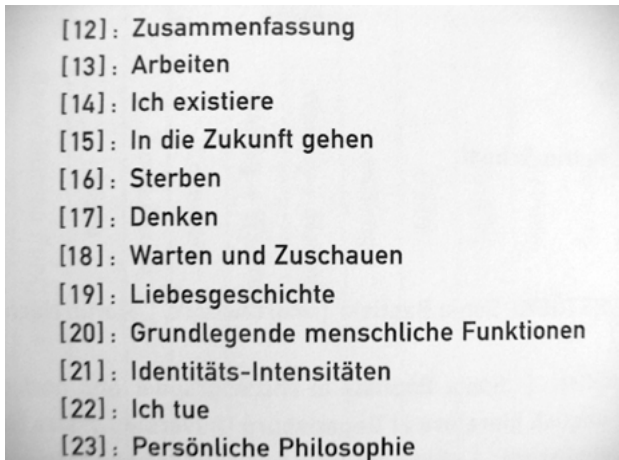 [12]: Zusammenfassung
[13]: Arbeiten
[14]: Ich existiere
[15]: In die Zukunft gehen
[16]: Sterben
[17]: Denken
[18]: Warten und Zuschauen
[19]: Liebesgeschichte
[20]: Grundlegende menschliche Funktionen
[21]: Identitäts-Intensitäten
[22]: Ich tue
[23]: Persönliche Philosophie